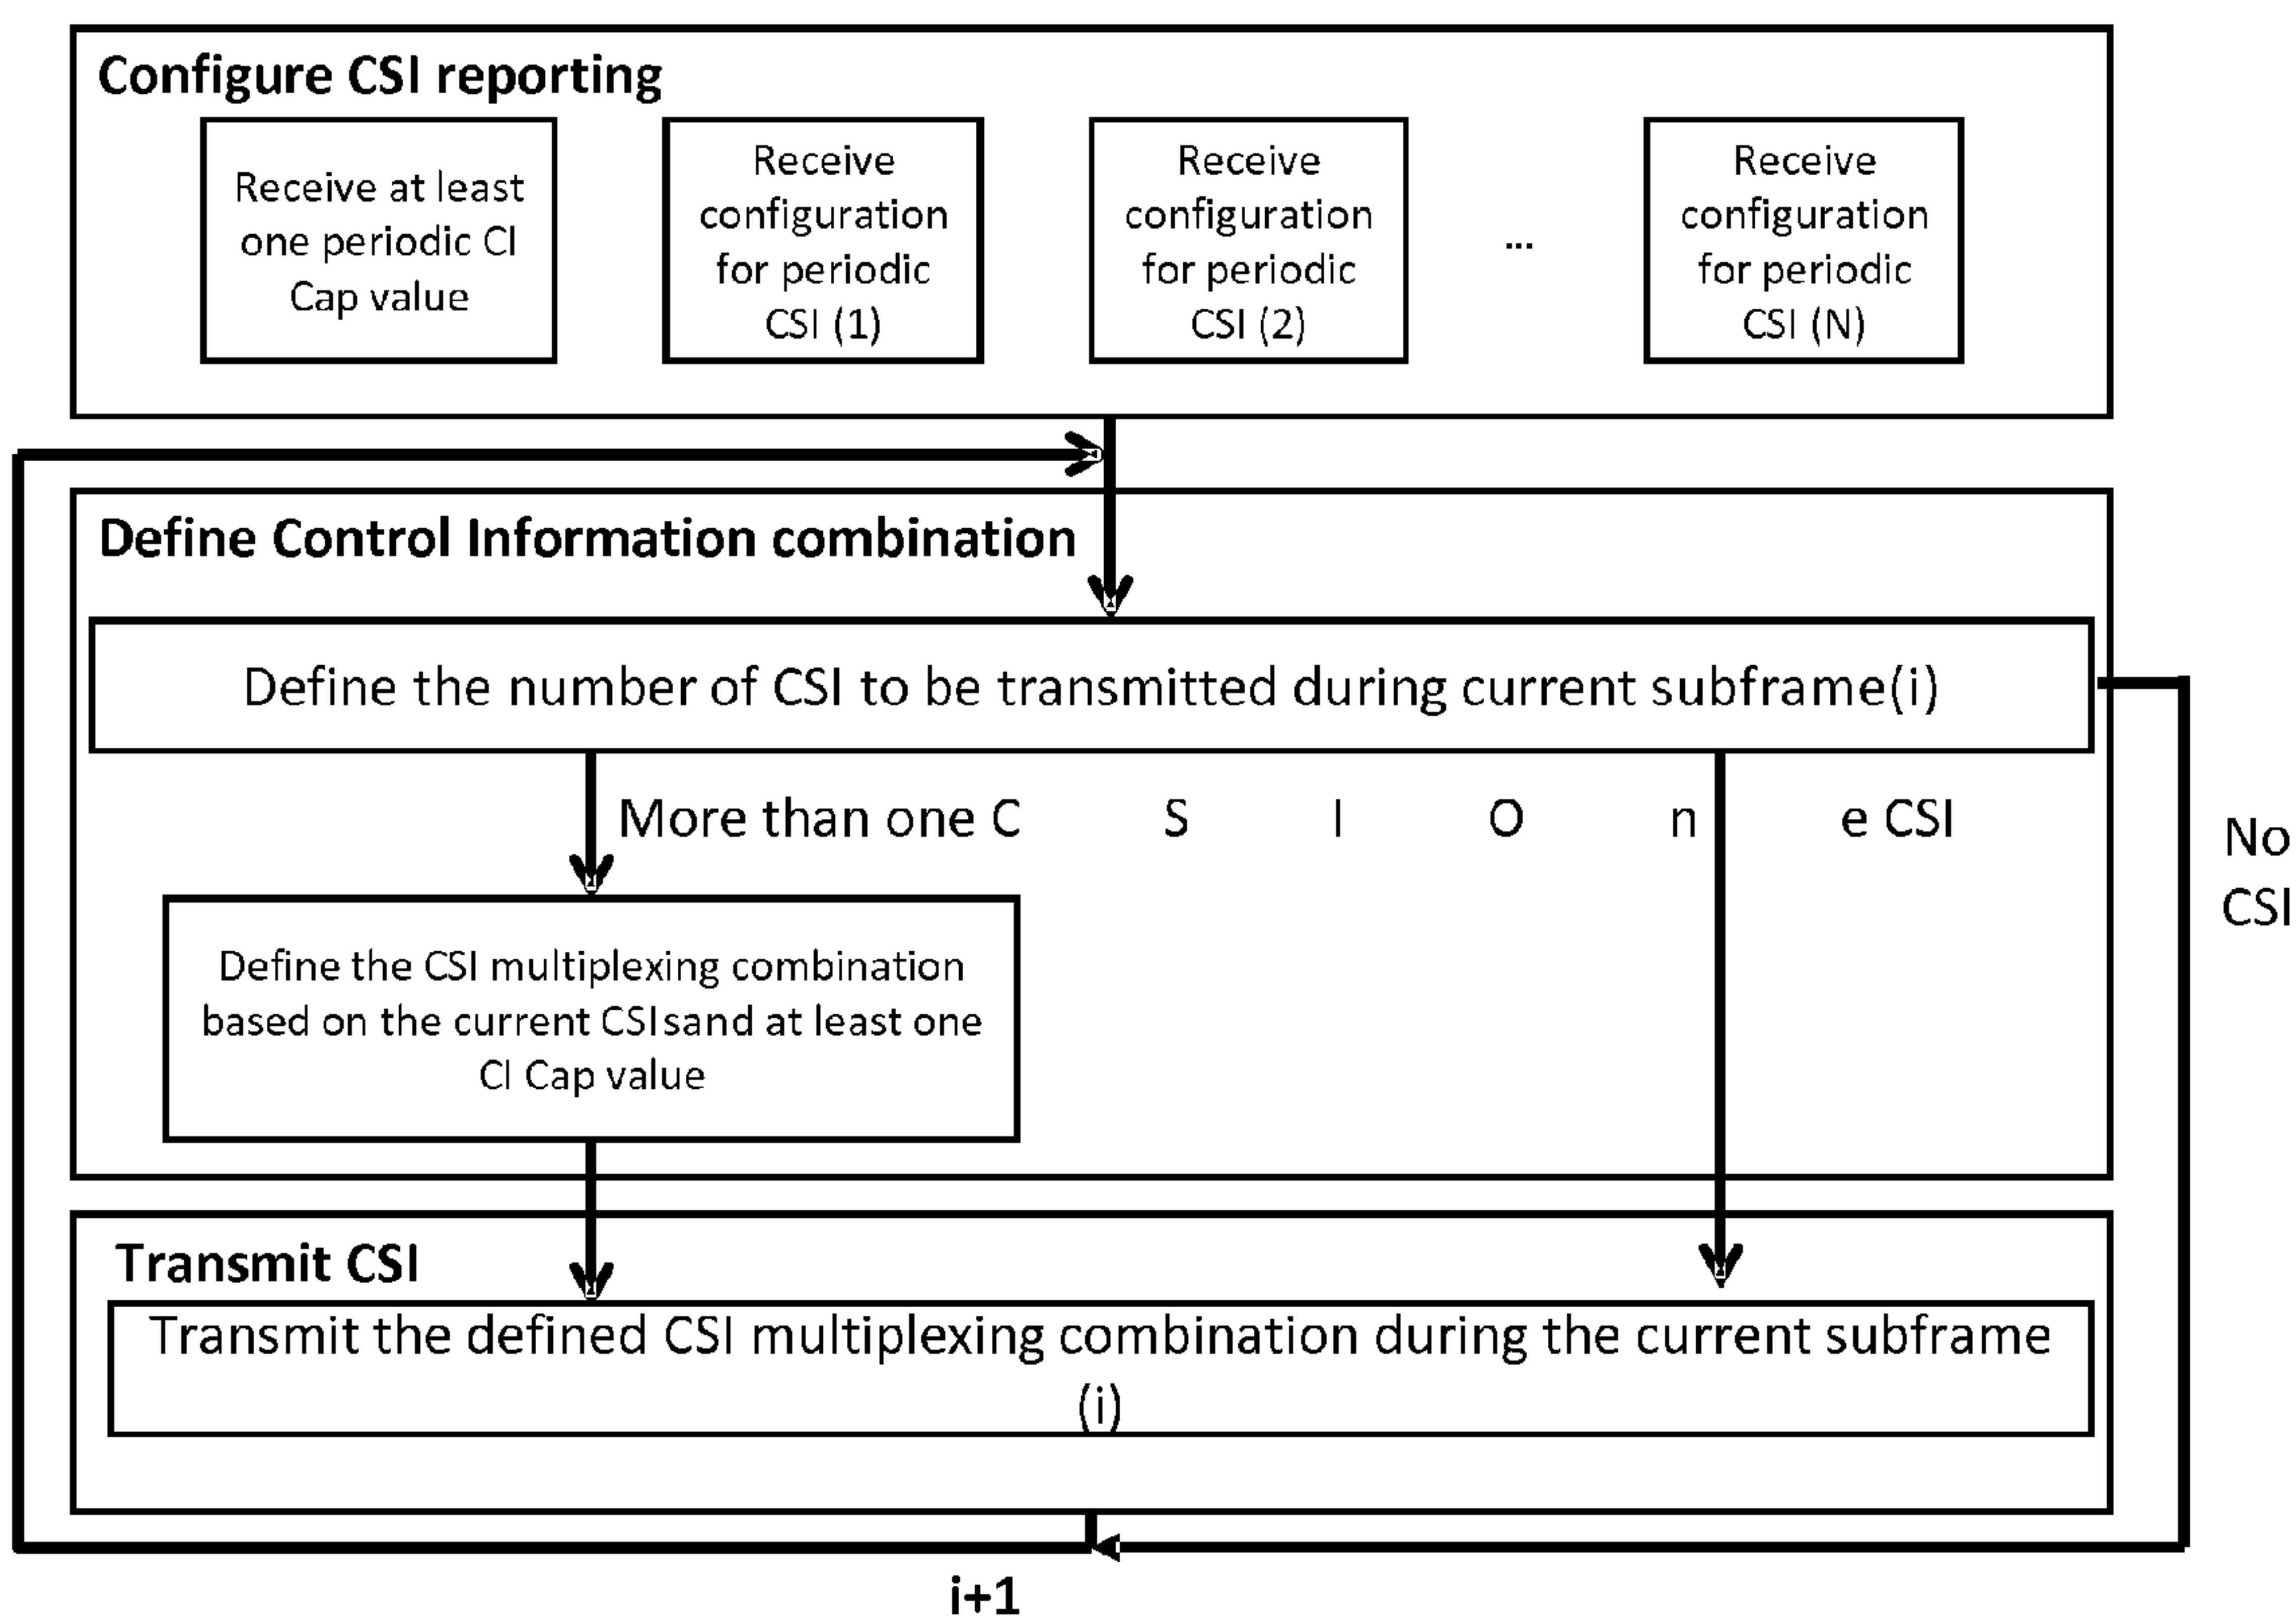 Configure CSI reporting
Receive at least
one periodic CI
Cap value
Receive
configuration
for periodic
CSI (1)
Receive
configuration
for periodic
CSI (2)
...
Receive
configuration
for periodic
CSI (N)
Define Control Information combination
Define the number of CSI to be transmitted during current subframe(i)
More than one C S I O n e CSI
No
CSI
Define the CSI multiplexing combination
based on the current CSIsand at least one
CI Cap value
Transmit CSI
Transmit the defined CSI multiplexing combination during the current subframe
(i)
i+1